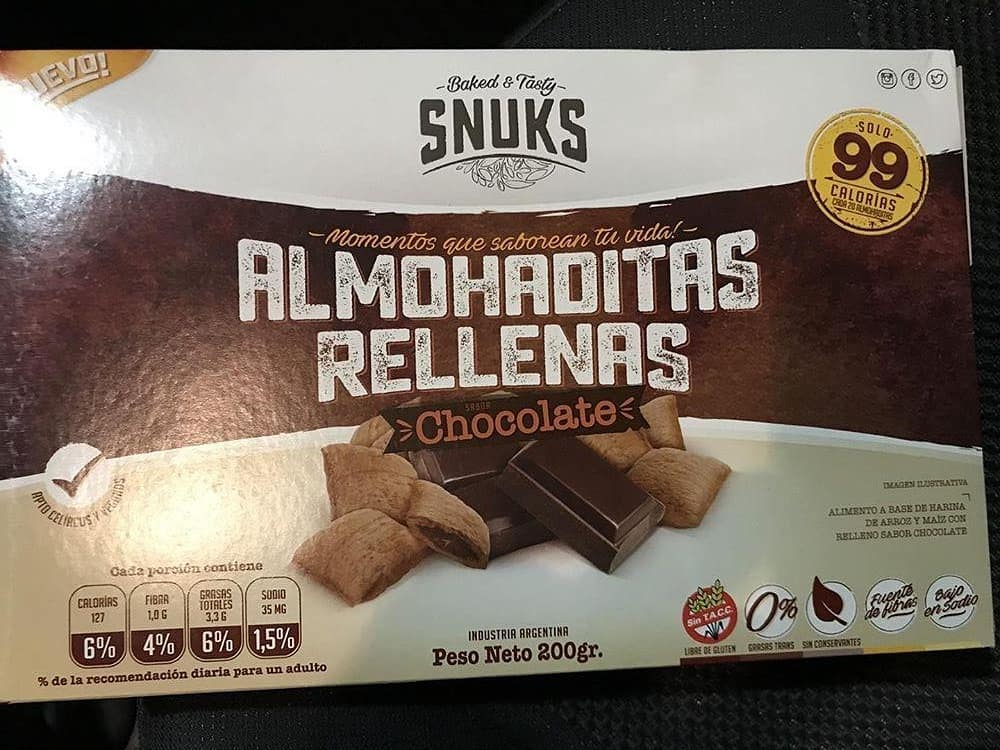 UEVO!
-Baked & Tasty-
SNUKS
·SOLO·
99
CALORÍAS
CADA 20 ALMOHADITAS
-Momentos que saborean tu vida!-
ALMOHADITAS
RELLENAS
SABOR
Chocolate
APTO CELÍACOS Y VEGANOS
IMAGEN ILUSTRATIVA
ALIMENTO A BASE DE HARINA
DE ARROZ Y MAÍZ CON
RELLENO SABOR CHOCOLATE
Cada porción contiene
CALORÍAS
127
6%
FIBRA
1,0 G
4%
GRASAS
TOTALES
3,3 G
6%
SODIO
35 MG
1,5%
% de la recomendación diaria para un adulto
INDUSTRIA ARGENTINA
Peso Neto 200gr.
Sin T.A.C.C.
LIBRE DE GLUTEN
0%
GRASAS TRANS
SIN CONSERVANTES
Fuente
de fibras
Bajo
en Sodio